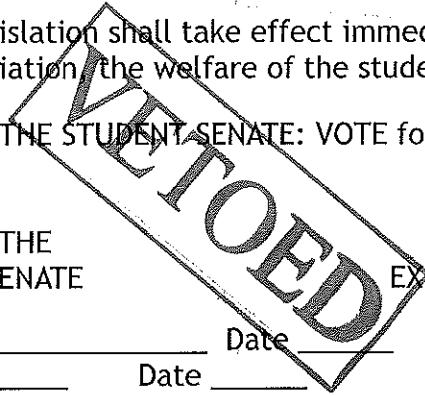 islation shall take effect immed
iation, the welfare of the stude
THE STUDENT SENATE: VOTE fo
VETOED
THE
ENATE EX
Date
Date